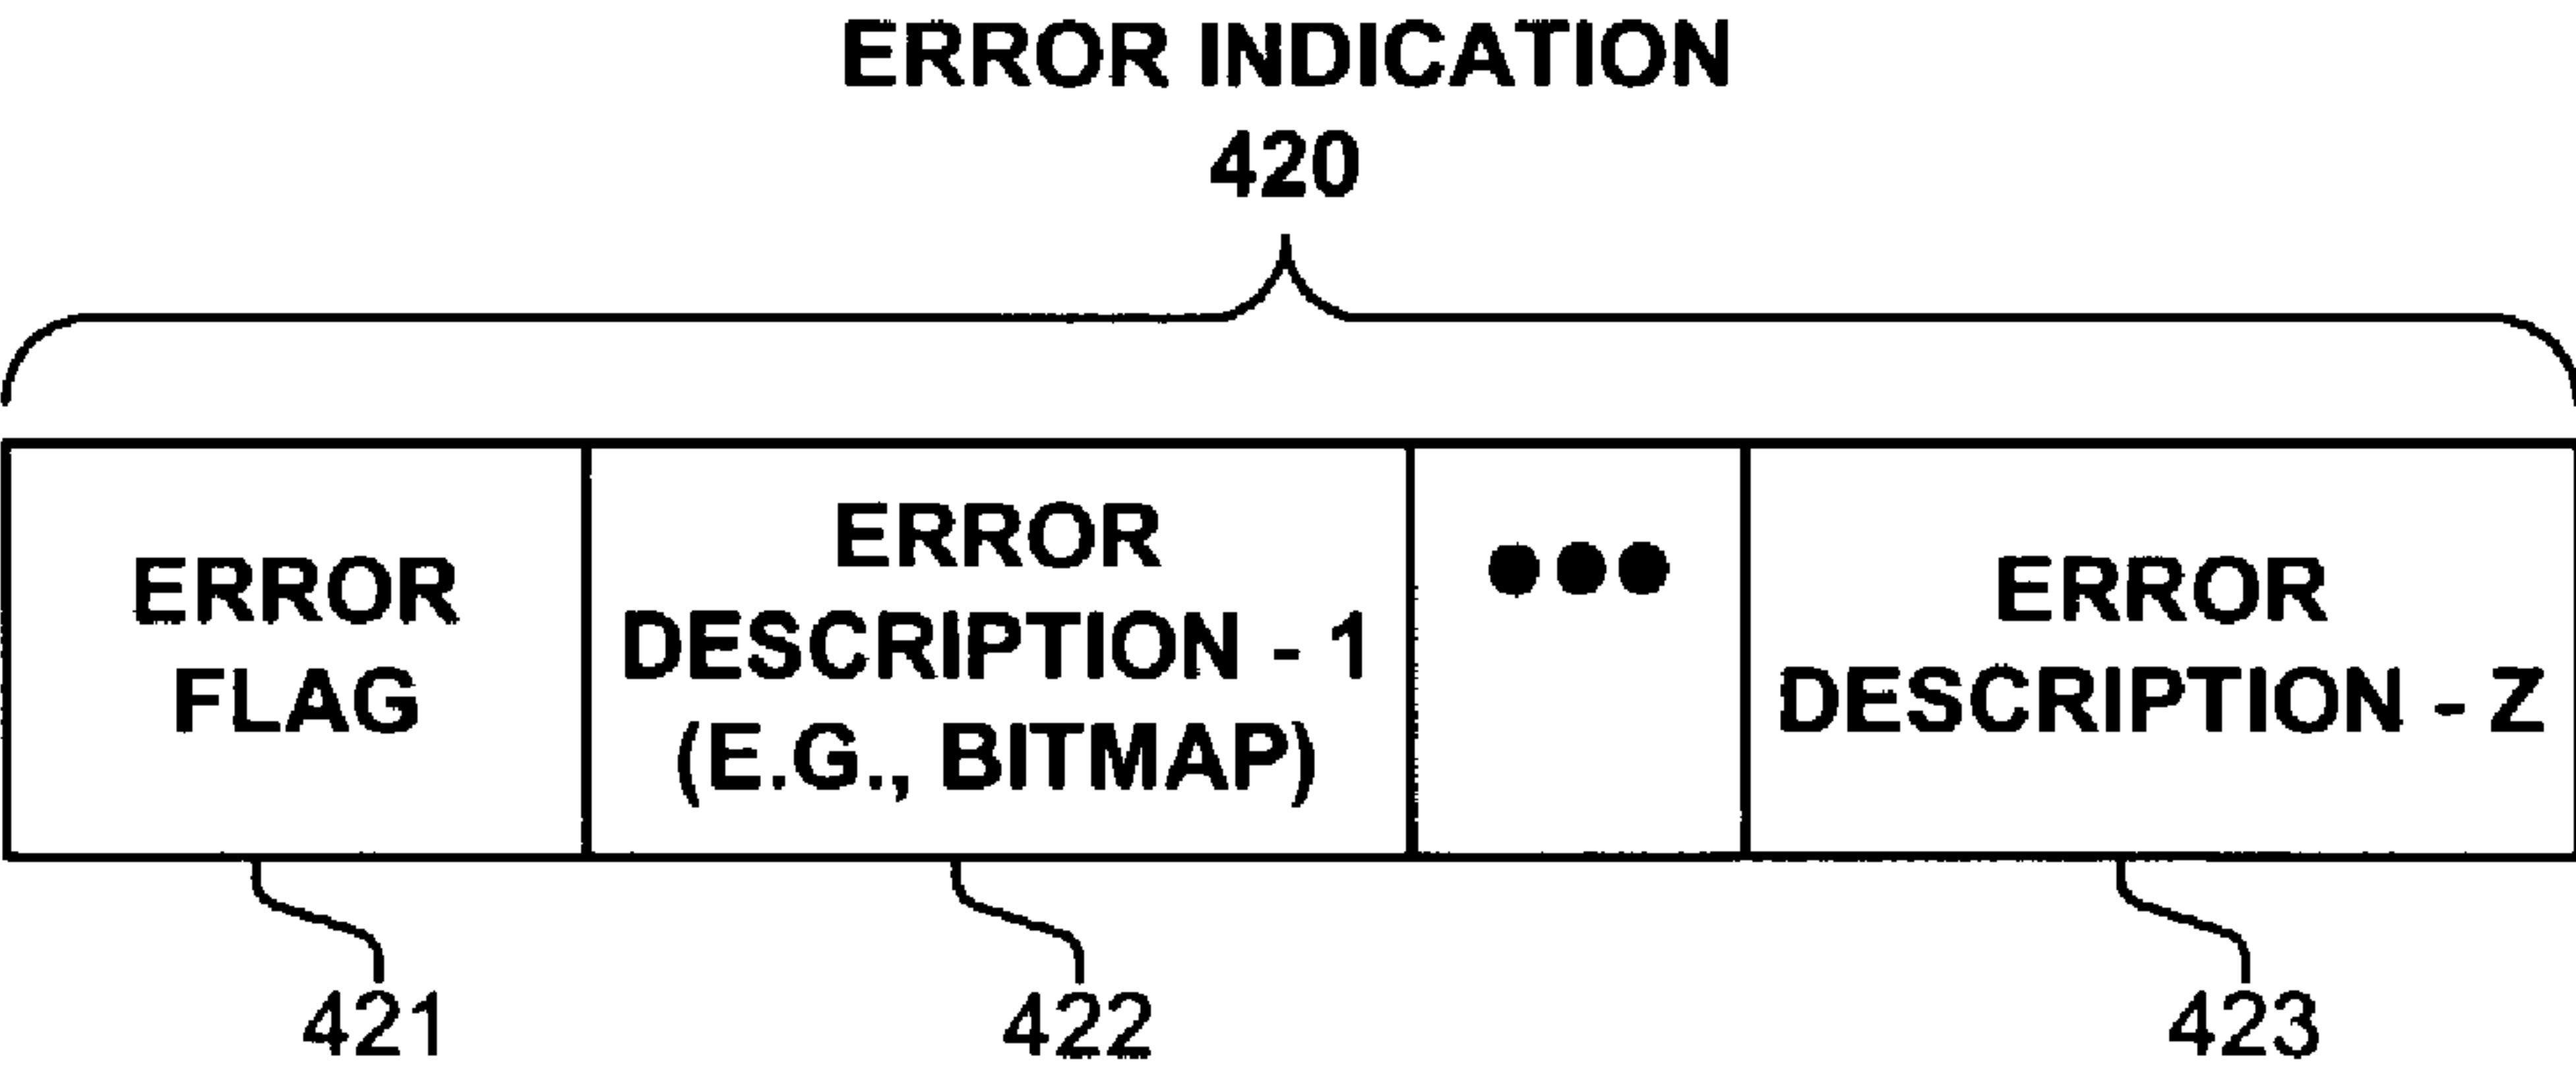 ERROR INDICATION
420
ERROR
FLAG
ERROR
DESCRIPTION - 1
(E.G., BITMAP)
●●●
ERROR
DESCRIPTION - Z
421
422
423